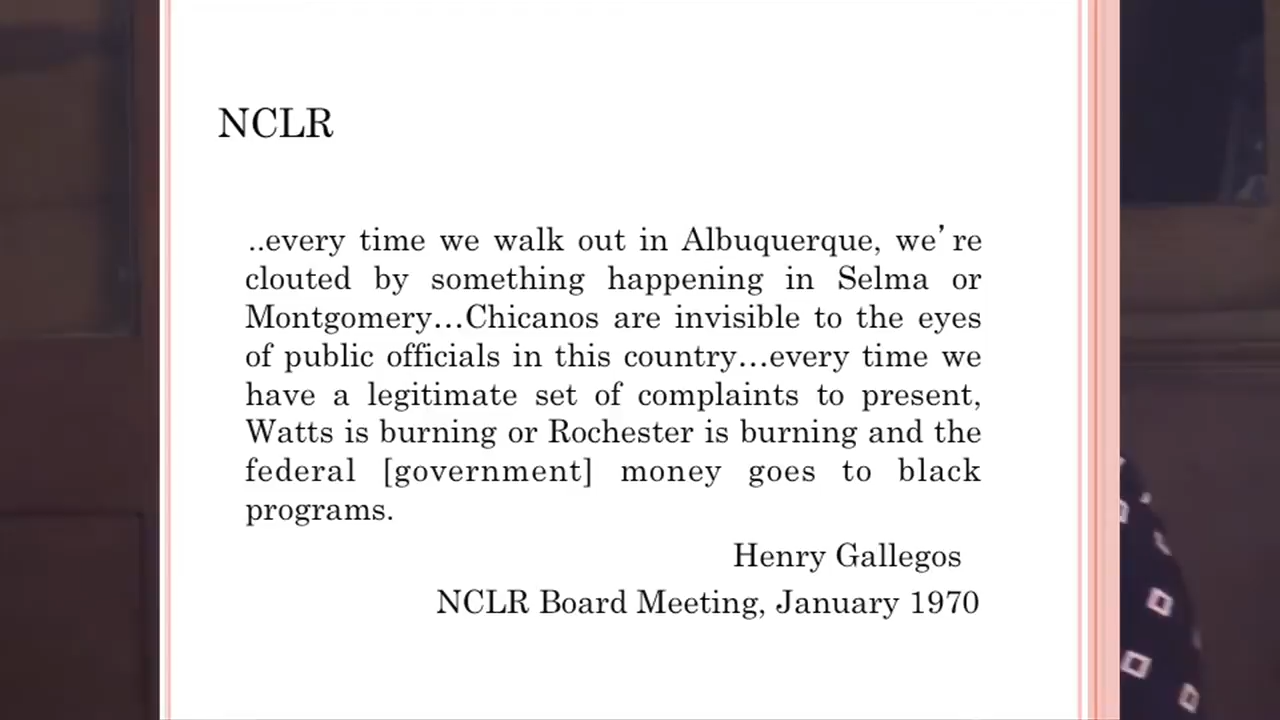 NCLR
..every time we walk out in Albuquerque, we’re
clouted by something happening in Selma or
Montgomery…Chicanos are invisible to the eyes
of public officials in this country…every time we
have a legitimate set of complaints to present,
Watts is burning or Rochester is burning and the
federal [government] money goes to black
programs.
Henry Gallegos
NCLR Board Meeting, January 1970